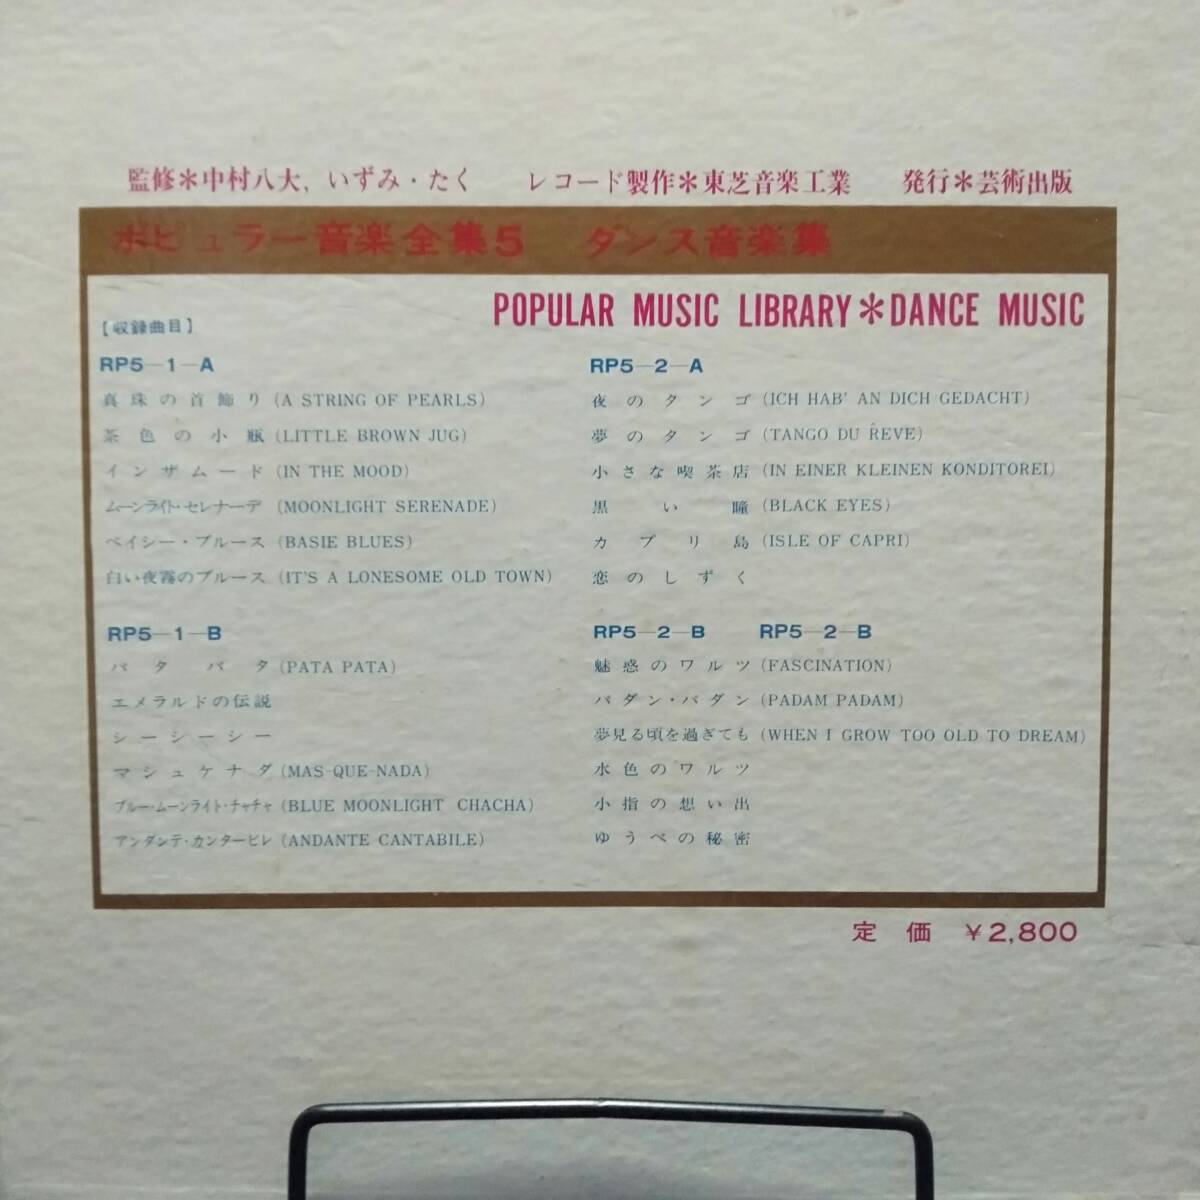 監修＊中村八大, いずみ・たく　レコード製作＊東芝音楽工業　発行＊芸術出版
ポピュラー音楽全集5　ダンス音楽集
POPULAR MUSIC LIBRARY＊DANCE MUSIC
【収録曲目】
RP5－1－A
真珠の首飾り (A STRING OF PEARLS)
茶色の小瓶 (LITTLE BROWN JUG)
インザムード (IN THE MOOD)
ムーンライト・セレナーデ (MOONLIGHT SERENADE)
ベイシー・ブルース (BASIE BLUES)
白い夜霧のブルース (IT'S A LONESOME OLD TOWN)
RP5－1－B
パタパタ (PATA PATA)
エメラルドの伝説
シーシーシー
マシュケナダ (MAS-QUE-NADA)
ブルー・ムーンライト・チャチャ (BLUE MOONLIGHT CHACHA)
アンダンテ・カンタービレ (ANDANTE CANTABILE)
RP5－2－A
夜のタンゴ (ICH HAB' AN DICH GEDACHT)
夢のタンゴ (TANGO DU R̂EVE)
小さな喫茶店 (IN EINER KLEINEN KONDITOREI)
黒い瞳 (BLACK EYES)
カプリ島 (ISLE OF CAPRI)
恋のしずく
RP5－2－B　RP5－2－B
魅惑のワルツ (FASCINATION)
パダン・パダン (PADAM PADAM)
夢見る頃を過ぎても (WHEN I GROW TOO OLD TO DREAM)
水色のワルツ
小指の想い出
ゆうべの秘密
定価 ￥2,800